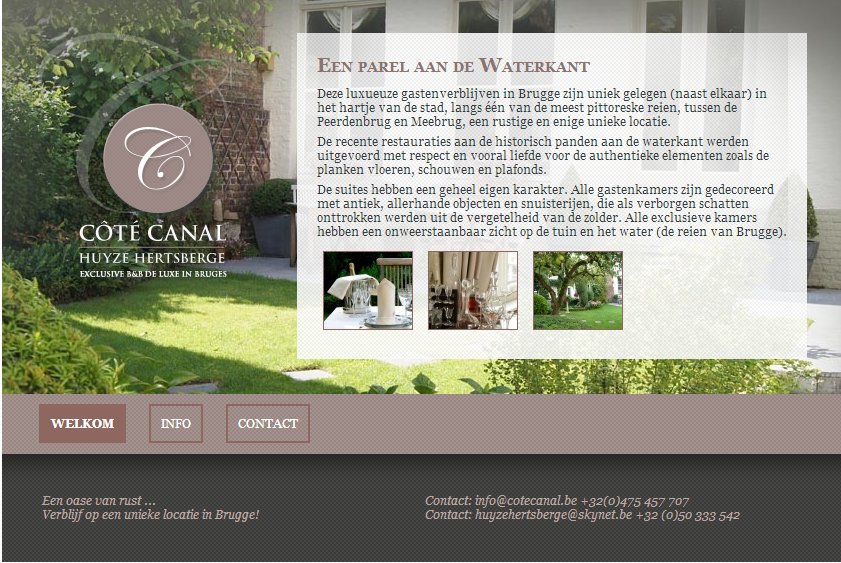 EEN PAREL AAN DE WATERKANT
Deze luxueuze gastenverblijven in Brugge zijn uniek gelegen (naast elkaar) in
het hartje van de stad, langs één van de meest pittoreske reien, tussen de
Peerdenbrug en Meebrug, een rustige en enige unieke locatie.
De recente restauraties aan de historisch panden aan de waterkant werden
uitgevoerd met respect en vooral liefde voor de authentieke elementen zoals de
planken vloeren, schouwen en plafonds.
De suites hebben een geheel eigen karakter. Alle gastenkamers zijn gedecoreerd
met antiek, allerhande objecten en snuisterijen, die als verborgen schatten
onttrokken werden uit de vergetelheid van de zolder. Alle exclusieve kamers
hebben een onweerstaanbaar zicht op de tuin en het water (de reien van Brugge).
C
CÔTÉ CANAL
HUYZE HERTSBERGE
EXCLUSIVE B&B DE LUXE IN BRUGES
WELKOM
INFO
CONTACT
Een oase van rust ...
Verblijf op een unieke locatie in Brugge!
Contact: info@cotecanal.be +32(0)475 457 707
Contact: huyzehertsberge@skynet.be +32 (0)50 333 542